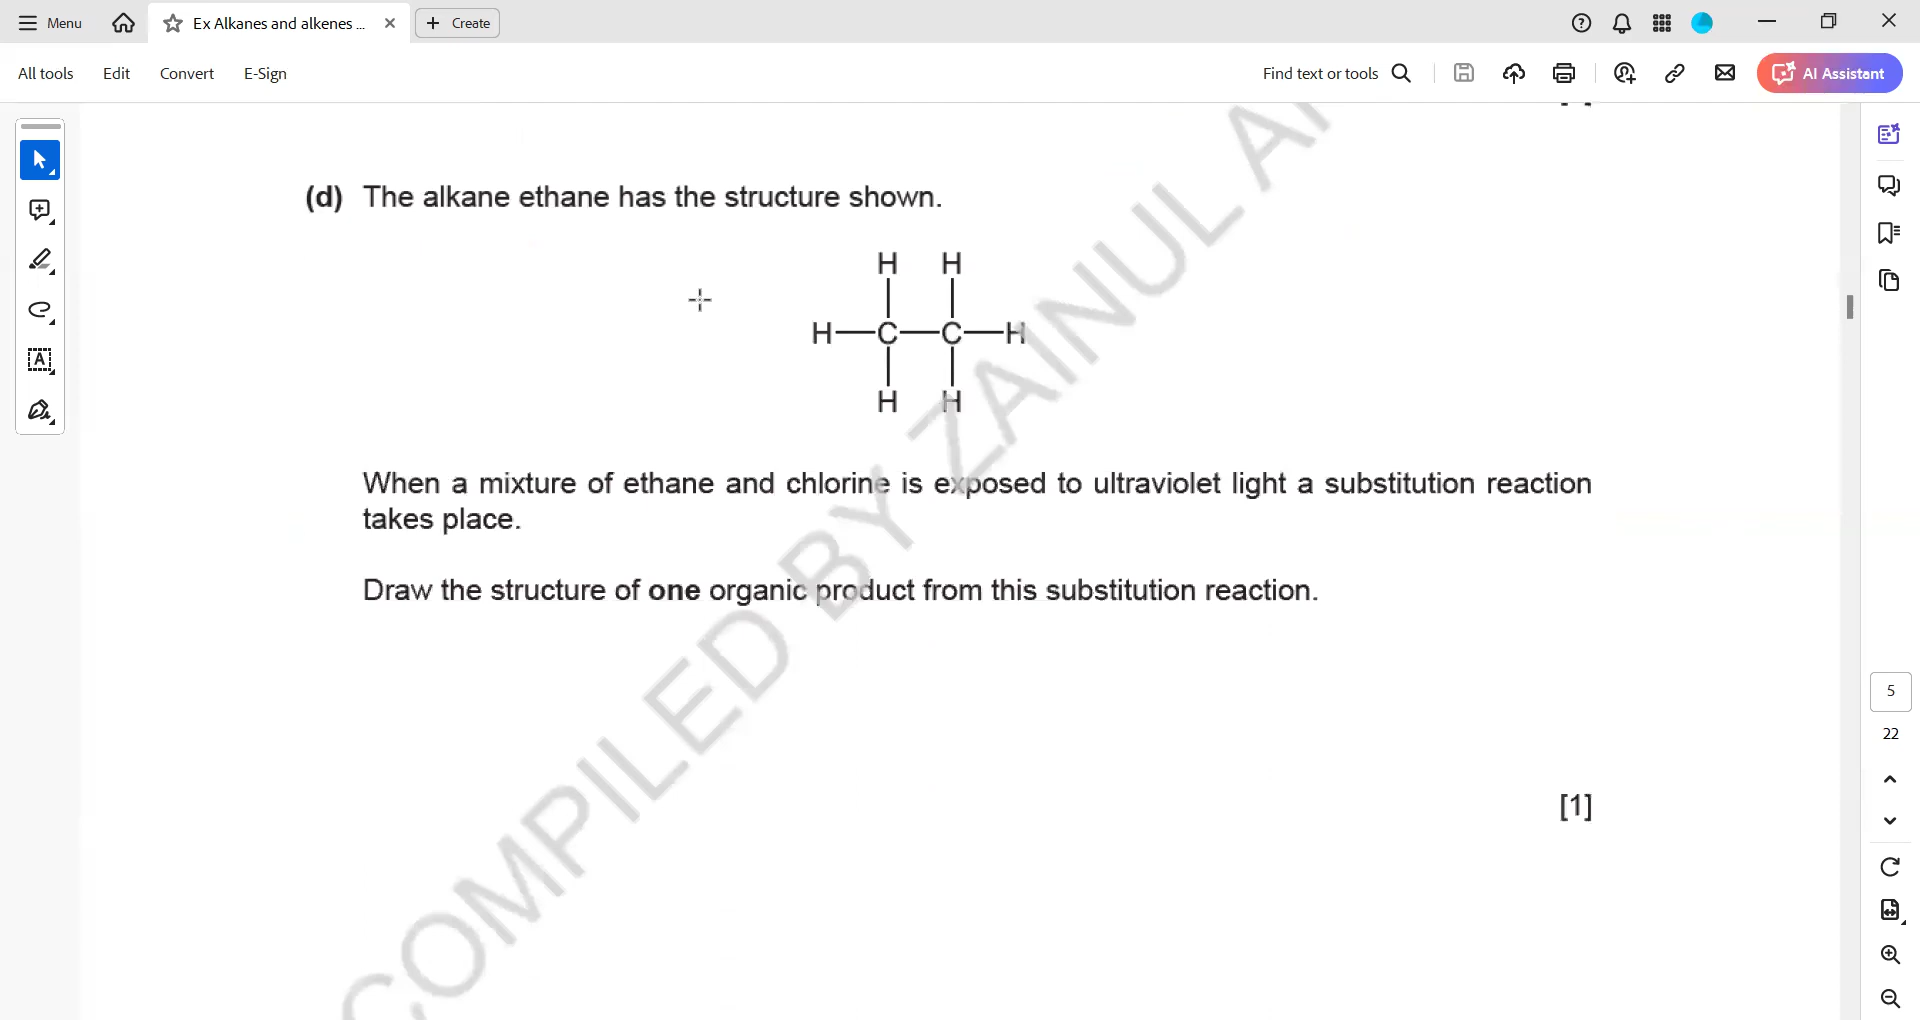 Menu
Ex Alkanes and alkenes ...
Create
All tools
Edit
Convert
E-Sign
Find text or tools
AI Assistant
(d) The alkane ethane has the structure shown.
H H
H—C—C—H
H H
When a mixture of ethane and chlorine is exposed to ultraviolet light a substitution reaction
takes place.
Draw the structure of one organic product from this substitution reaction.
[1]
COMPILED BY ZAINUL
5
22